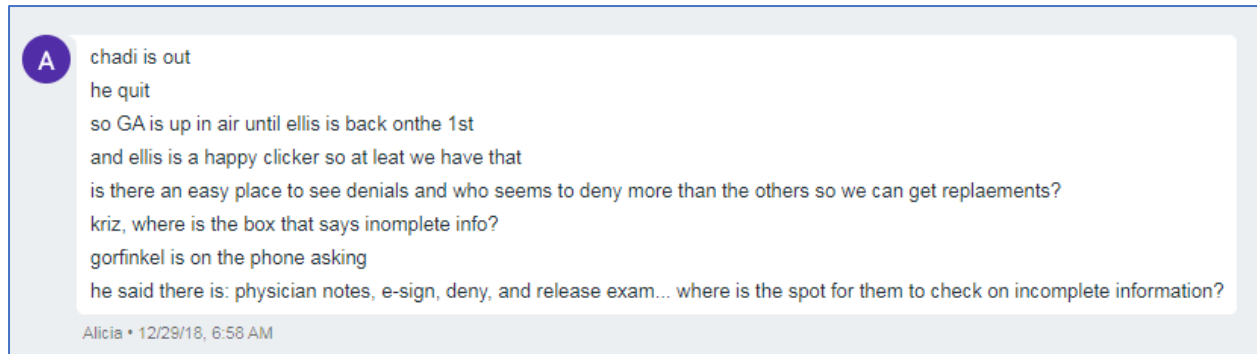 A
chadi is out
he quit
so GA is up in air until ellis is back onthe 1st
and ellis is a happy clicker so at leat we have that
is there an easy place to see denials and who seems to deny more than the others so we can get replaements?
kriz, where is the box that says inomplete info?
gorfinkel is on the phone asking
he said there is: physician notes, e-sign, deny, and release exam... where is the spot for them to check on incomplete information?
Alicia • 12/29/18, 6:58 AM